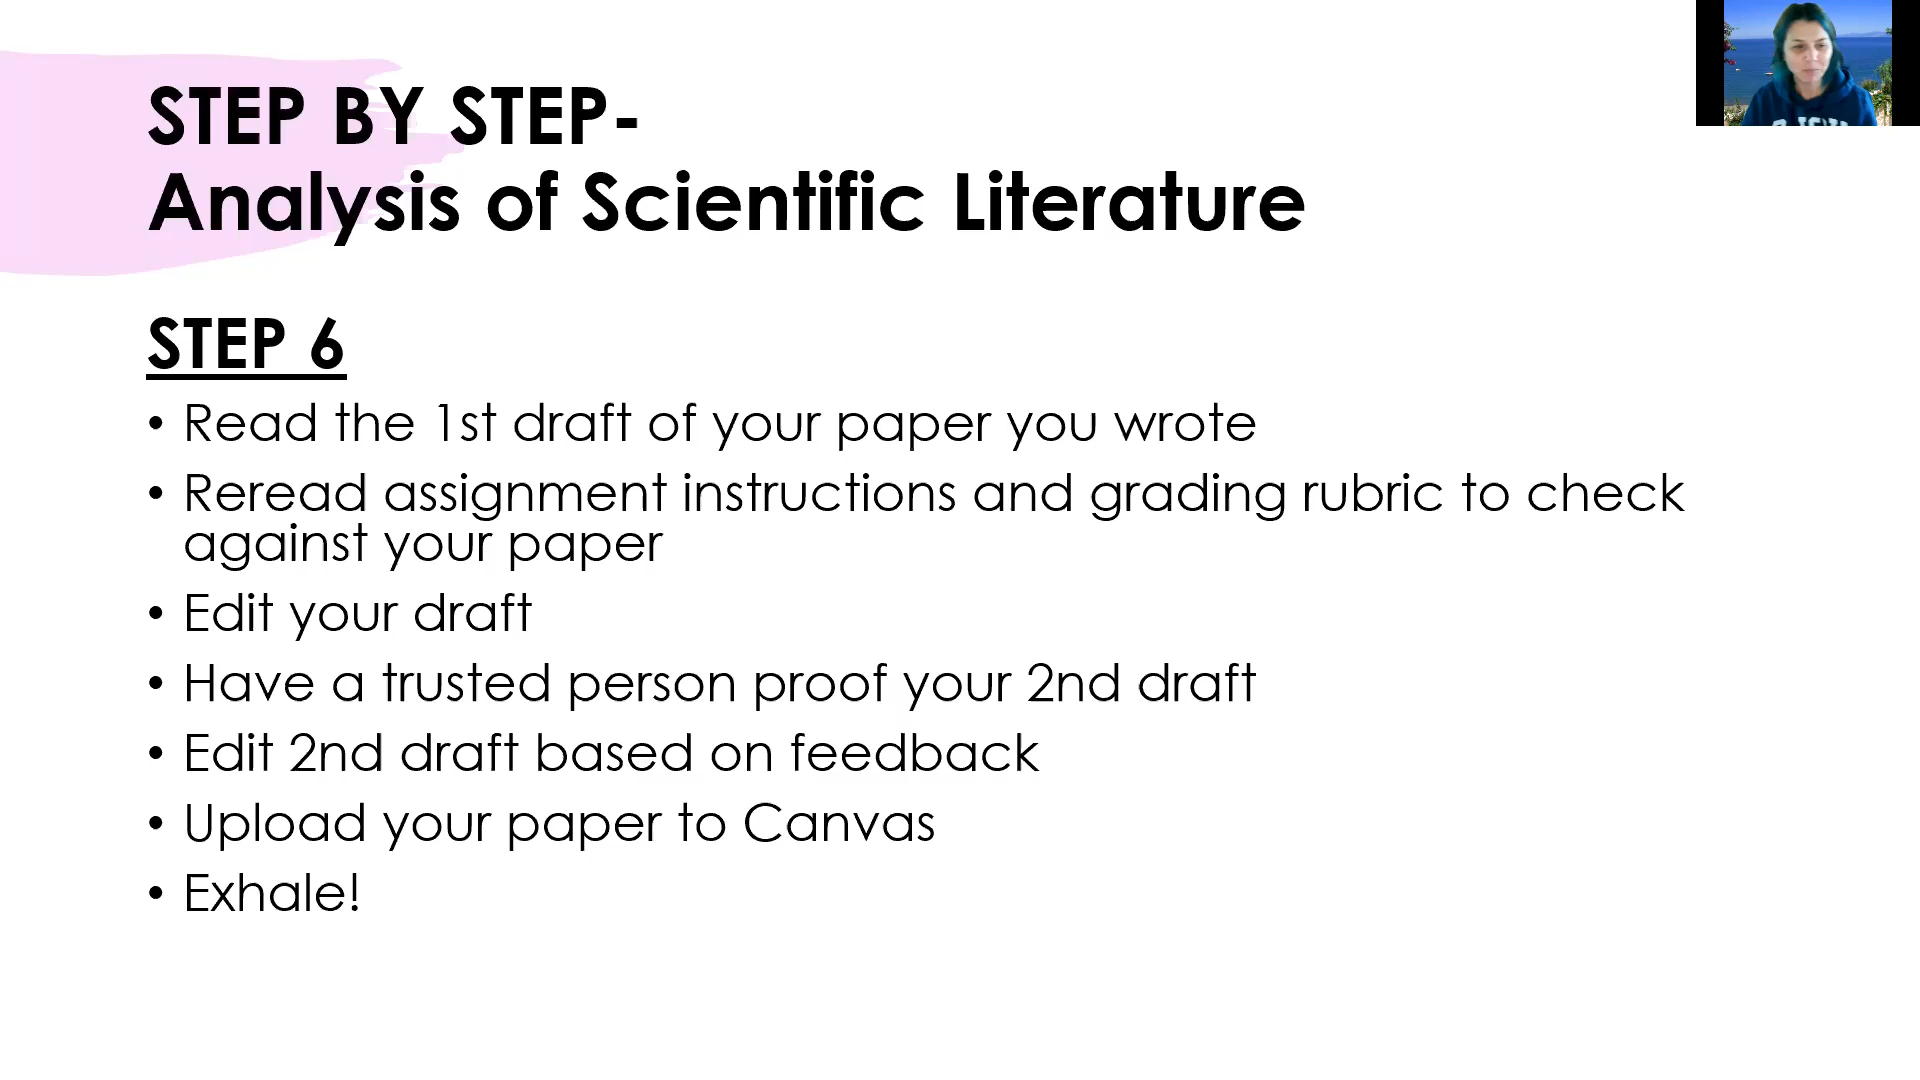 STEP BY STEP-
Analysis of Scientific Literature
STEP 6
• Read the 1st draft of your paper you wrote
• Reread assignment instructions and grading rubric to check
against your paper
• Edit your draft
• Have a trusted person proof your 2nd draft
• Edit 2nd draft based on feedback
• Upload your paper to Canvas
• Exhale!